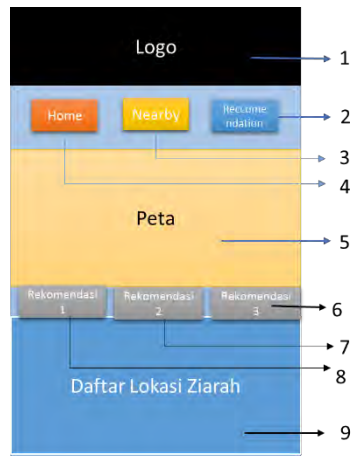 Logo
1
Home
Nearby
Recome
ndation
2
3
4
Peta
5
Rekomendasi
1
Rekomendasi
2
Rekomendasi
3
6
7
8
Daftar Lokasi Ziarah
9